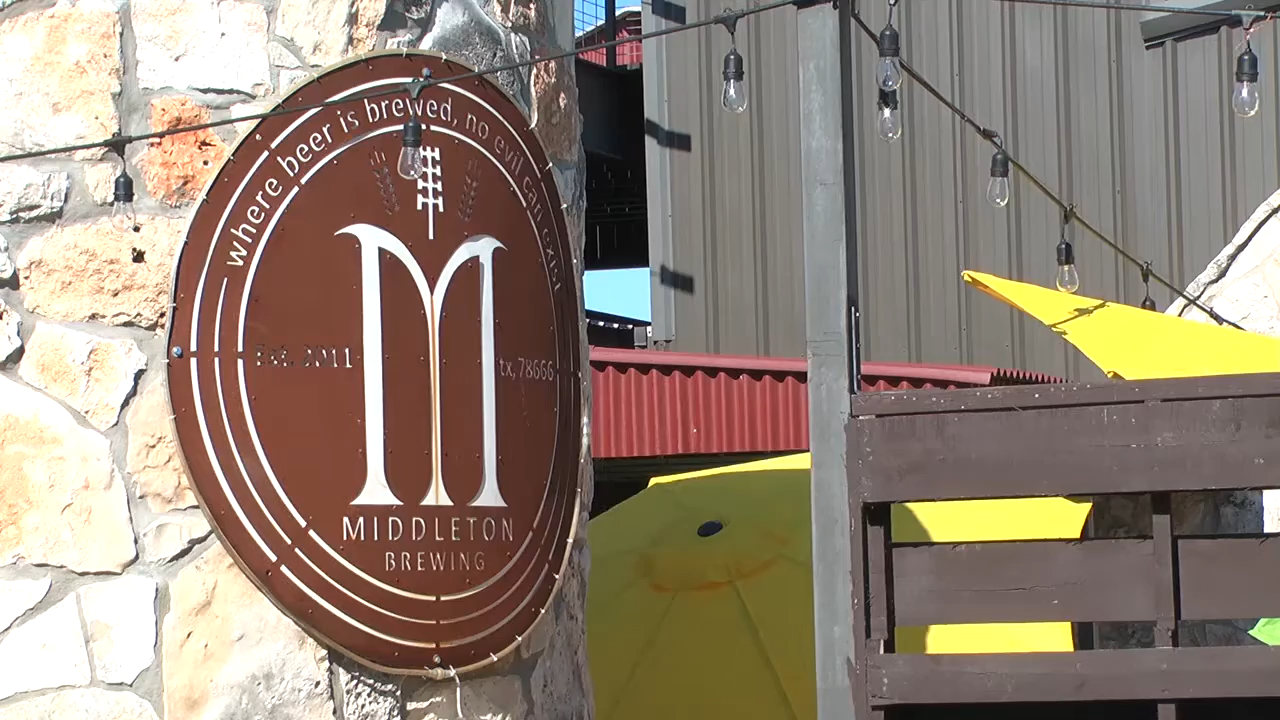 where beer is brewed, no evil can exist
Est. 2011
tx, 78666
M
MIDDLETON
BREWING